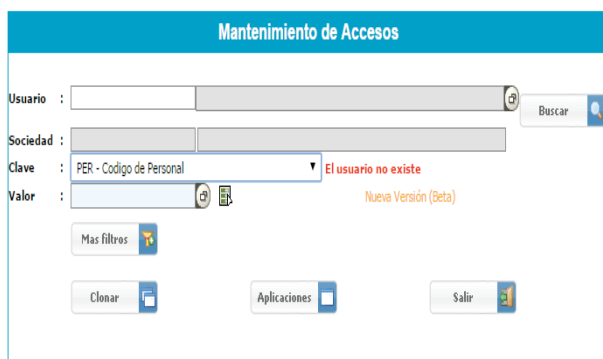 Mantenimiento de Accesos
Usuario :
Buscar
Sociedad :
Clave : PER - Codigo de Personal El usuario no existe
Valor : Nueva Versión (Beta)
Mas filtros
Clonar Aplicaciones Salir